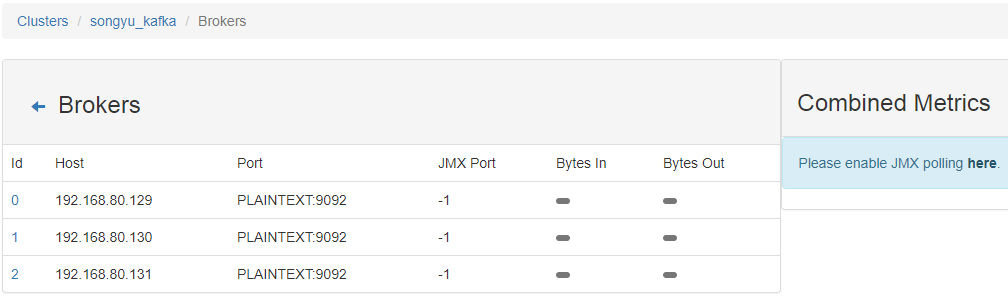 Clusters / songyu_kafka / Brokers
Brokers
Id Host Port JMX Port Bytes In Bytes Out
0 192.168.80.129 PLAINTEXT:9092 -1
1 192.168.80.130 PLAINTEXT:9092 -1
2 192.168.80.131 PLAINTEXT:9092 -1
Combined Metrics
Please enable JMX polling here.